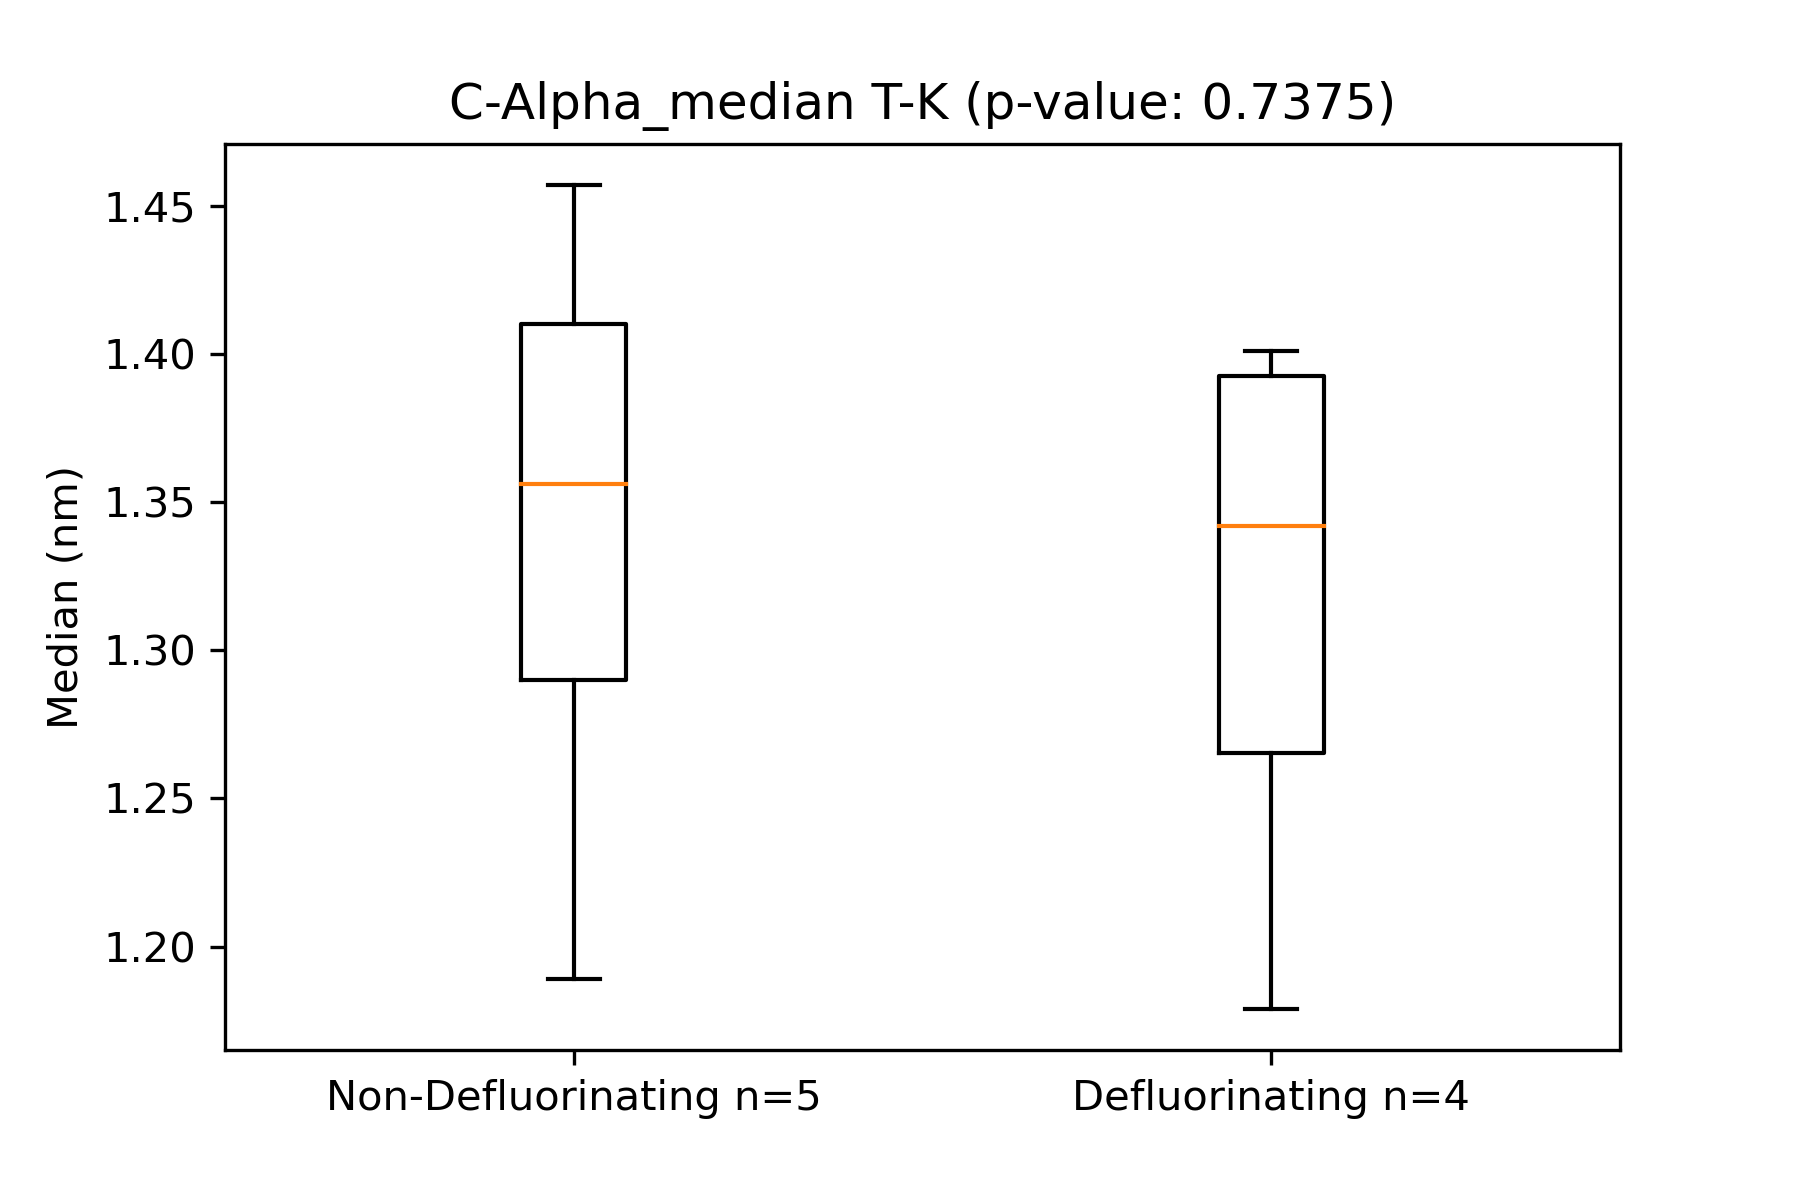 C-Alpha_median T-K (p-value: 0.7375)
Median (nm)
1.45
1.40
1.35
1.30
1.25
1.20
Non-Defluorinating n=5
Defluorinating n=4